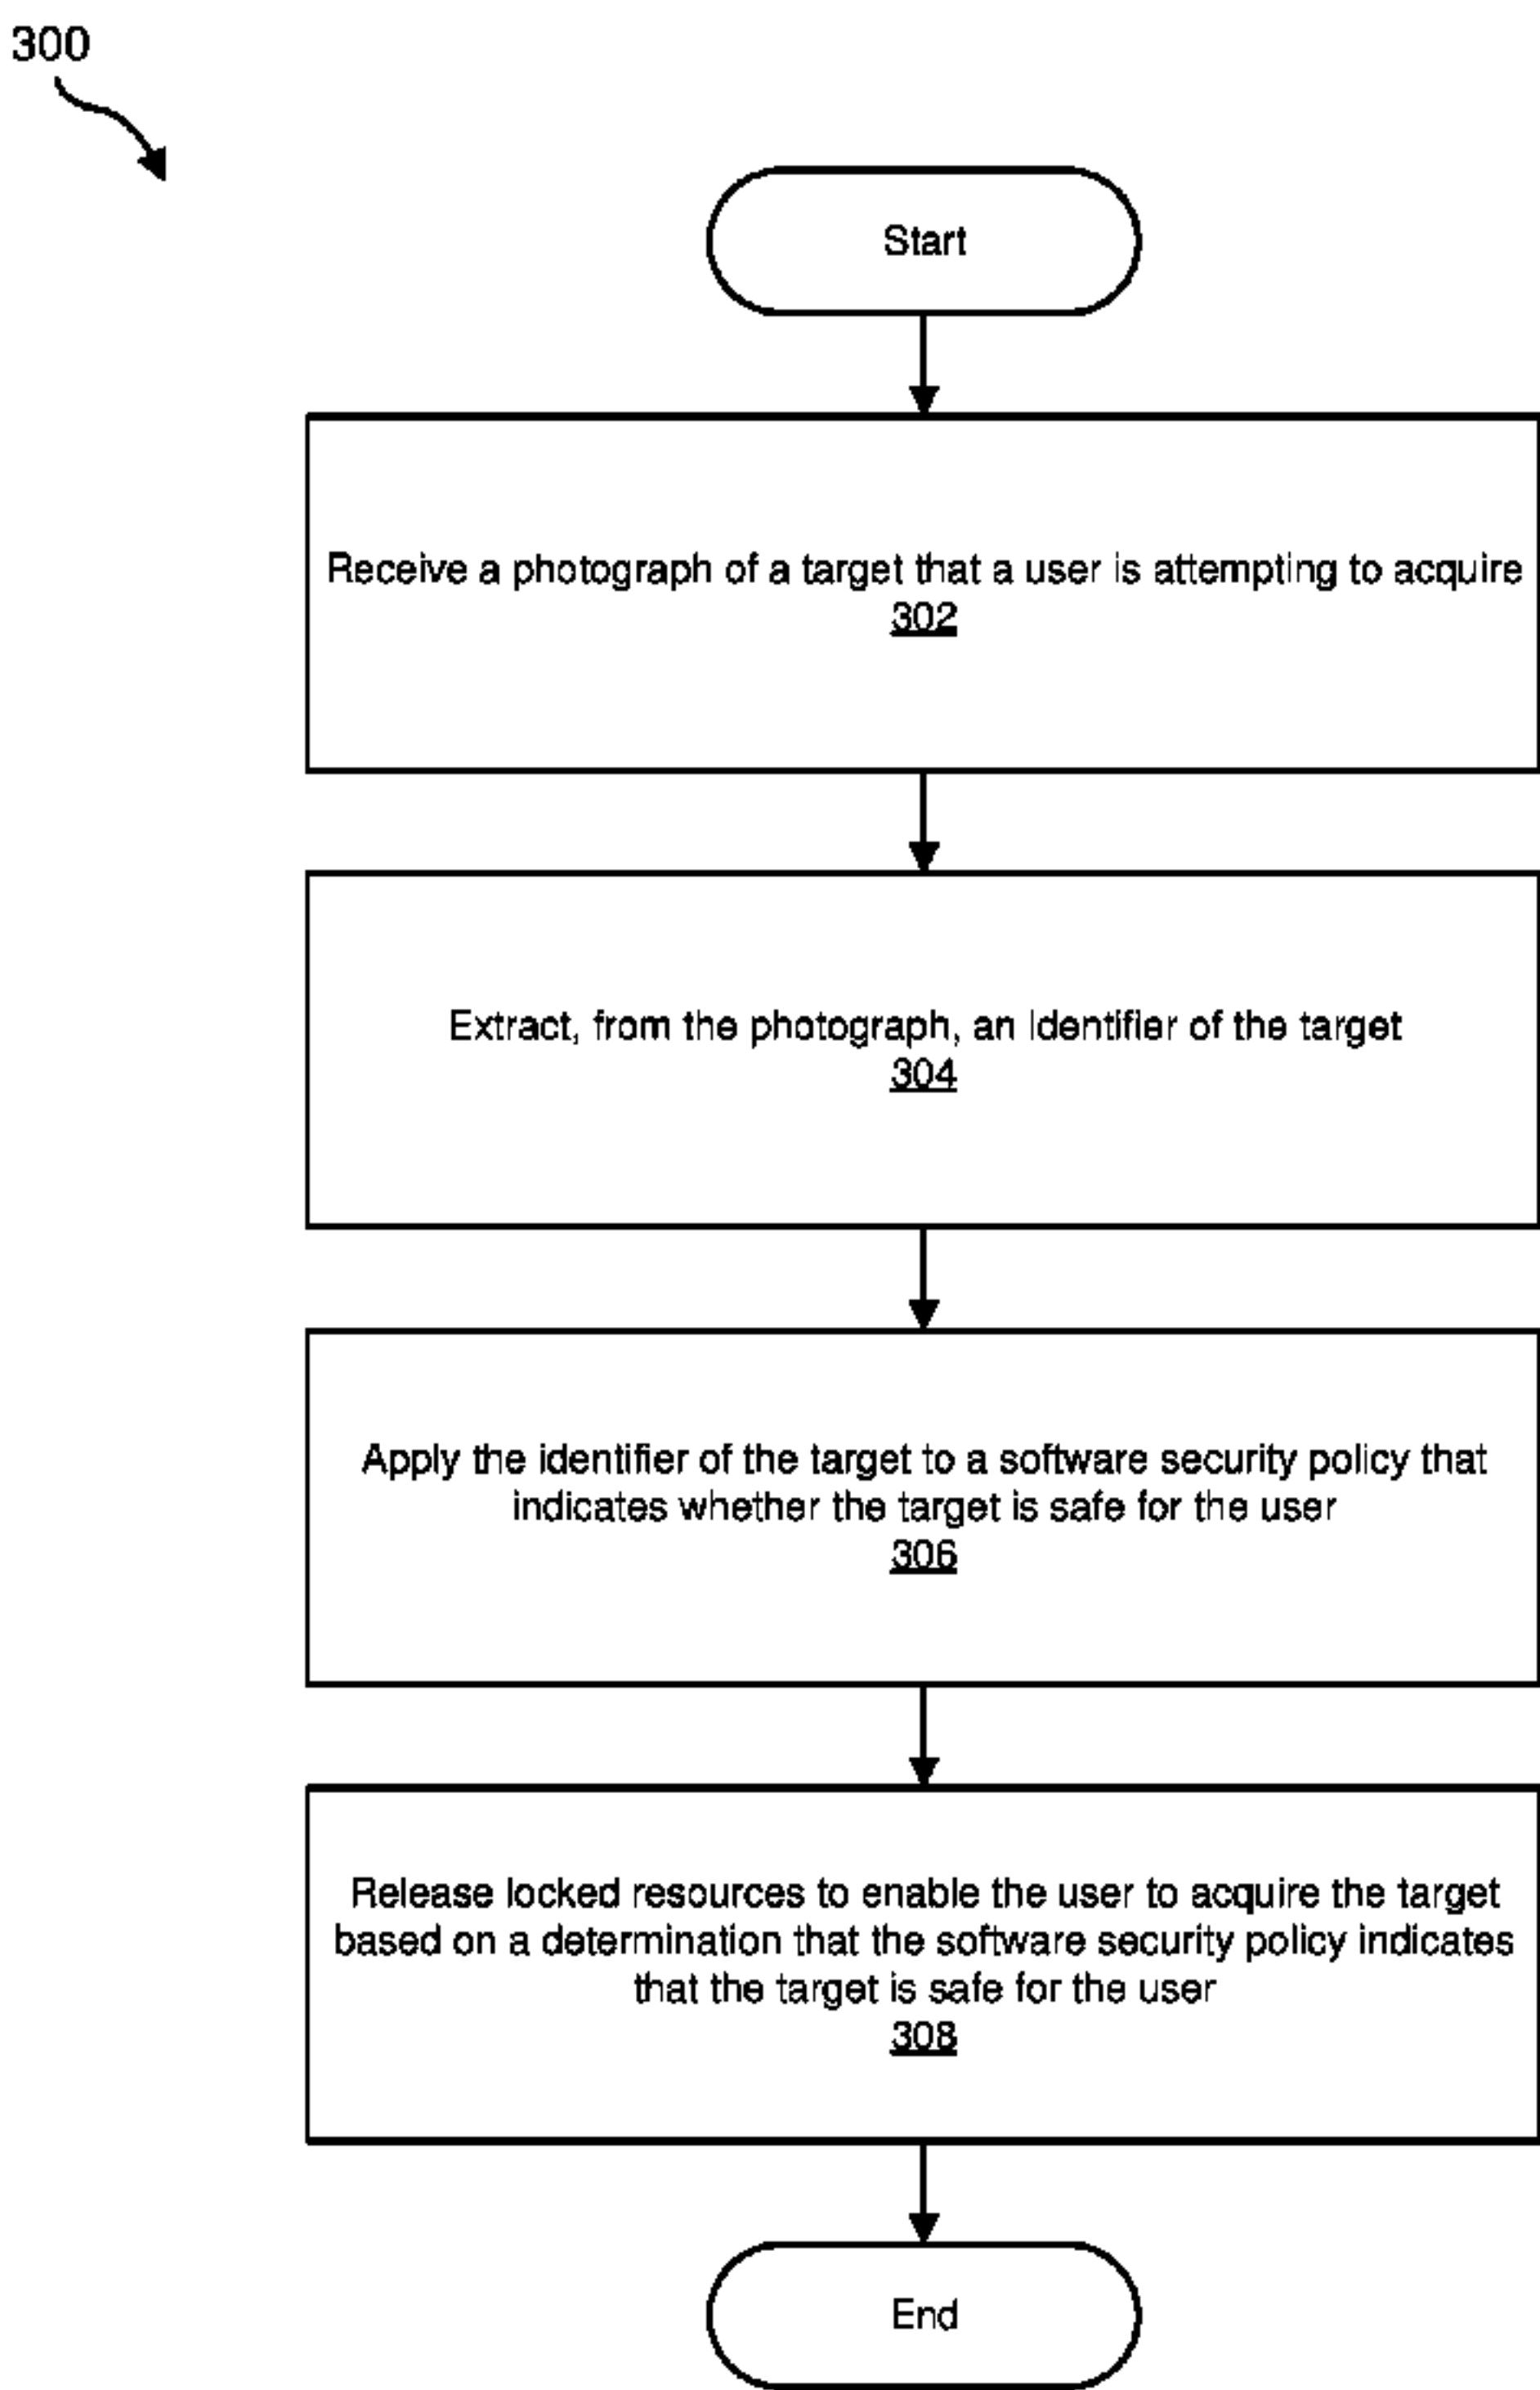 300
Start
Receive a photograph of a target that a user is attempting to acquire
302
Extract, from the photograph, an identifier of the target
304
Apply the identifier of the target to a software security policy that
indicates whether the target is safe for the user
306
Release locked resources to enable the user to acquire the target
based on a determination that the software security policy indicates
that the target is safe for the user
308
End